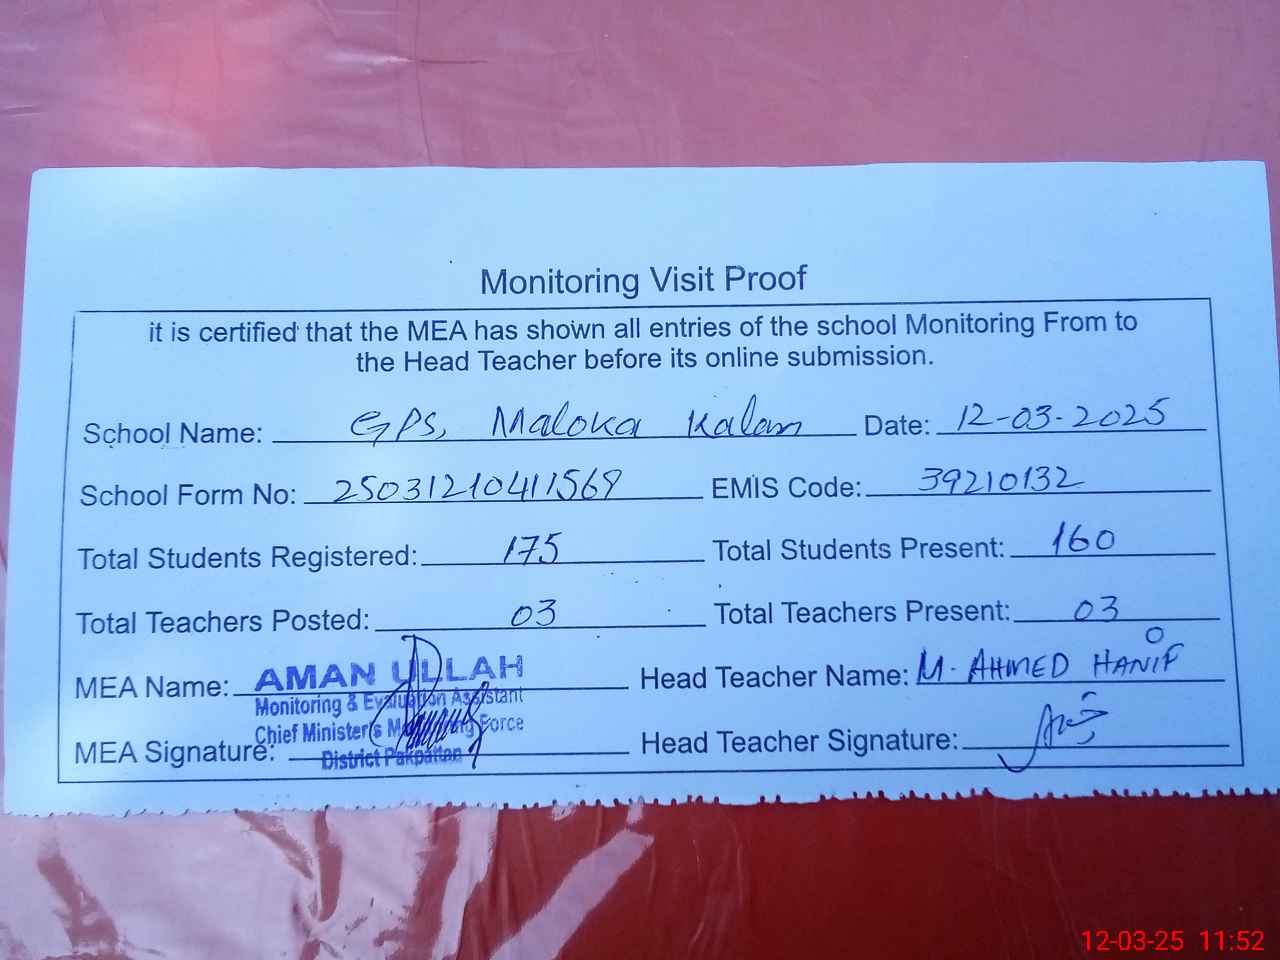 Monitoring Visit Proof
it is certified that the MEA has shown all entries of the school Monitoring From to
the Head Teacher before its online submission.
School Name: GPS, Maloka Kalan Date: 12-03-2025
School Form No: 25031210411569 EMIS Code: 39210132
Total Students Registered: 175 Total Students Present: 160
Total Teachers Posted: 03 Total Teachers Present: 03
MEA Name: AMAN ULLAH Head Teacher Name: M. AHMED HANIF
Monitoring & Evaluation Assistant
Chief Minister's Monitoring Force
MEA Signature: District Pakpattan Head Teacher Signature:
12-03-25 11:52